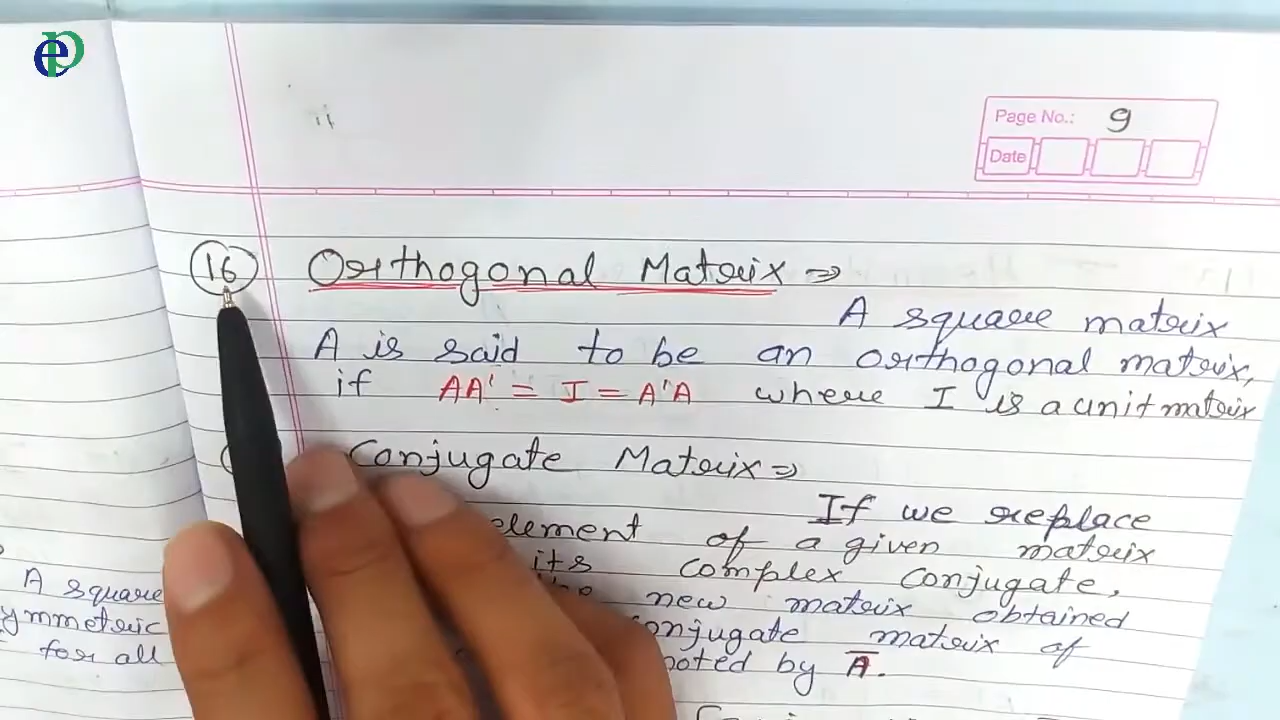 ep
Page No.: 9
Date
16 Orthogonal Matrix ⇒
A square matrix
A is said to be an orthogonal matrix,
if AA' = I = A'A where I is a unit matrix
Conjugate Matrix ⇒
If we replace
element of a given matrix
its complex conjugate,
new matrix obtained
conjugate matrix of
noted by A̅.
A square
ymmetric
for all